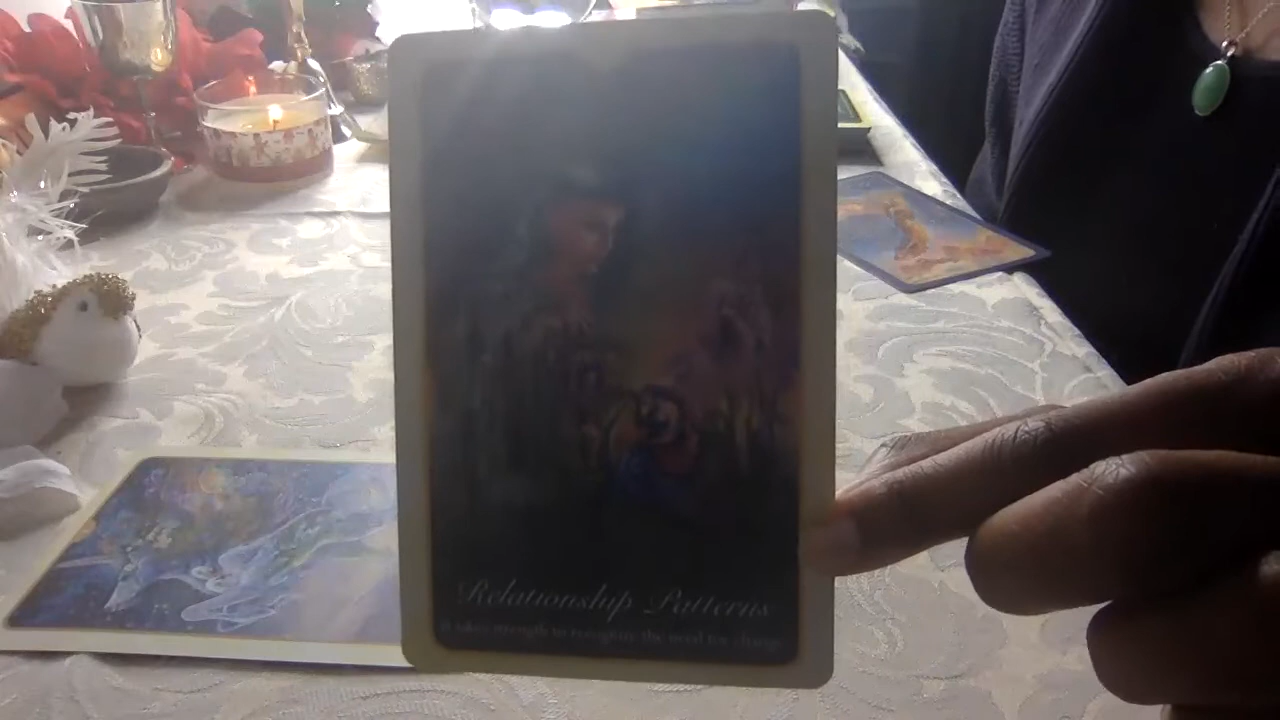 Relationship Patterns
It takes strength to recognize the need for change